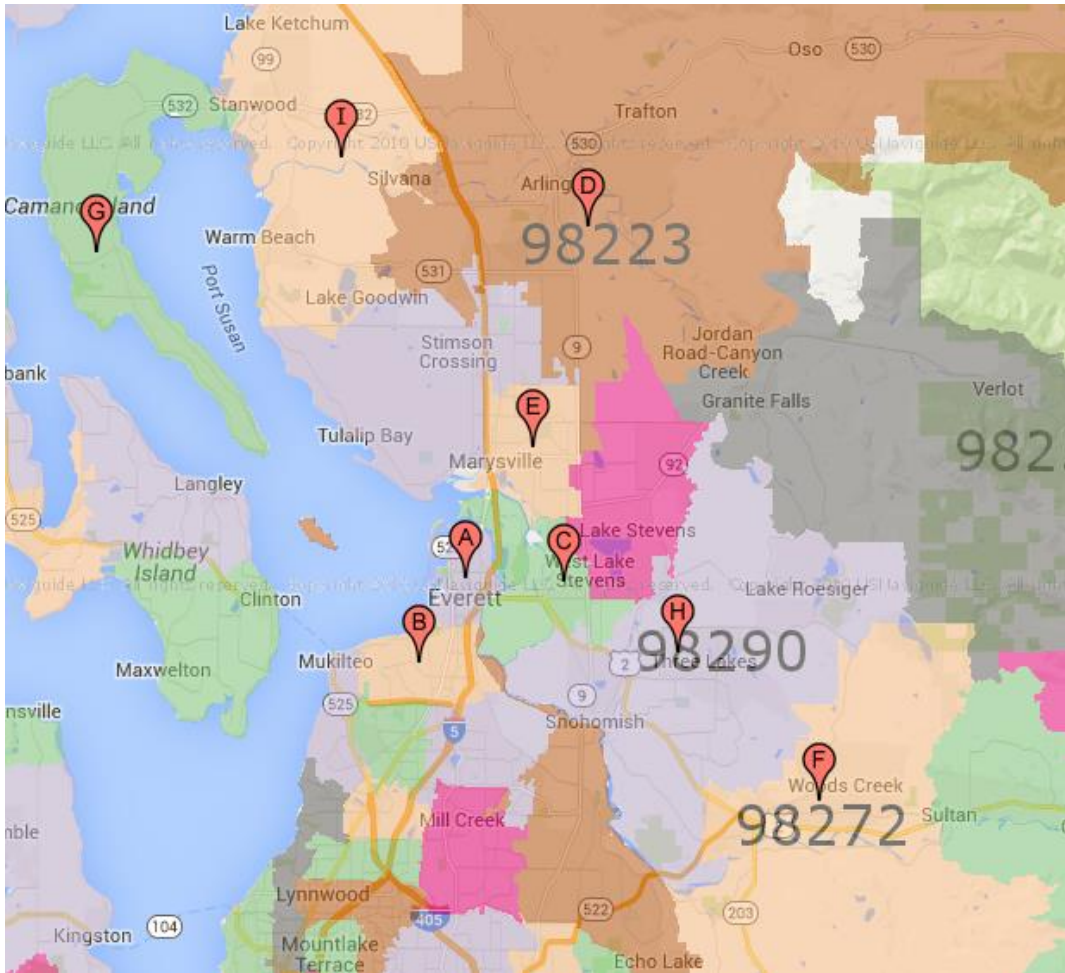 Lake Ketchum
Oso
530
99
Trafton
532
Stanwood
I
530
Silvana
D
Camano Island
G
98223
Warm Beach
531
Port Susan
Lake Goodwin
Stimson
Crossing
9
Jordan
Road-Canyon
Creek
bank
Verlot
Granite Falls
E
Tulalip Bay
Marysville
92
Langley
525
Lake Stevens
A
C
Whidbey
Island
West Lake
Stevens
Clinton
Everett
Lake Roesiger
H
B
98290
Mukilteo
2
Three Lakes
Maxwelton
525
9
Snohomish
5
F
Woods Creek
Mill Creek
98272
Sultan
Lynnwood
405
522
203
104
Kingston
Mountlake
Terrace
Echo Lake